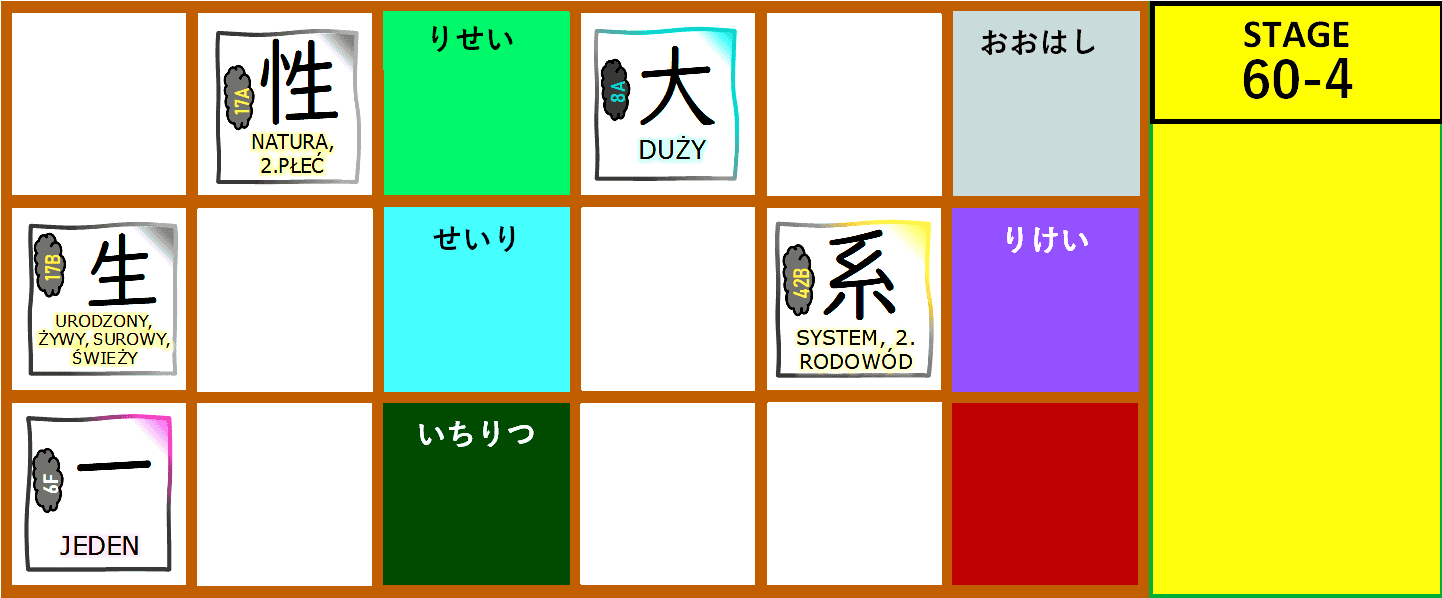 17A
性
NATURA,
2.PŁEĆ
りせい
8A
大
DUŻY
おおはし
STAGE
60-4
17B
生
URODZONY,
ŻYWY, SUROWY,
ŚWIEŻY
せいり
42B
系
SYSTEM, 2.
RODOWÓD
りけい
6F
一
JEDEN
いちりつ